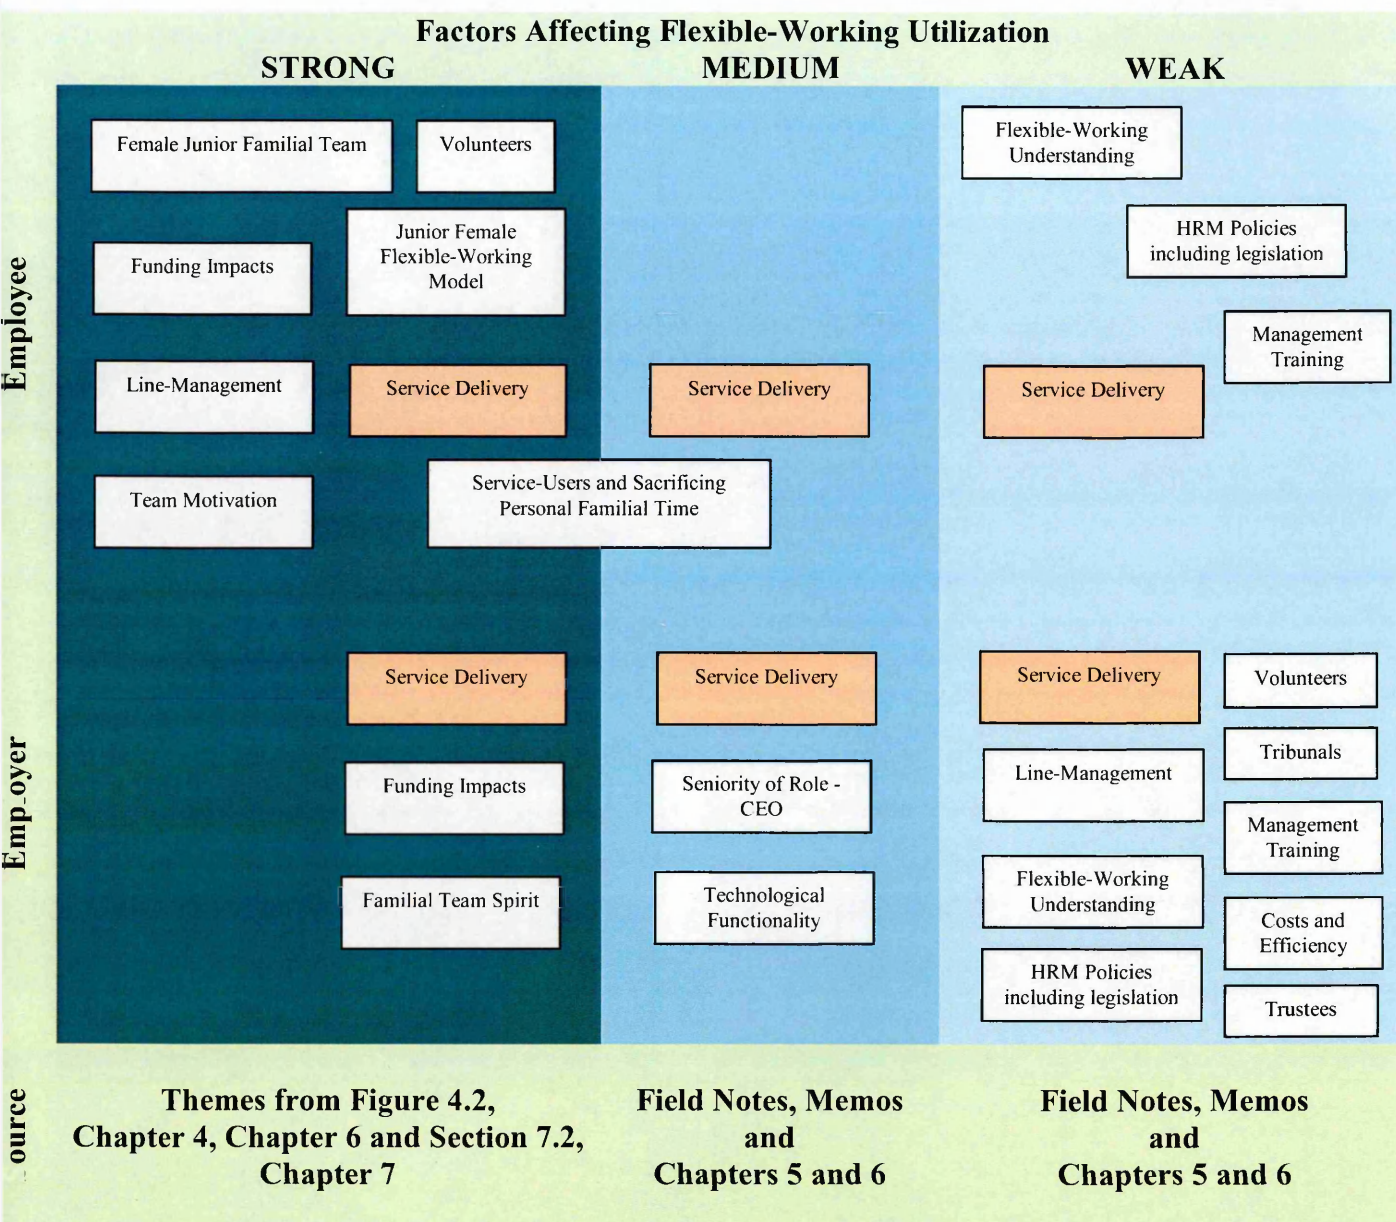 Factors Affecting Flexible-Working Utilization
STRONG
MEDIUM
WEAK
Employee
Female Junior Familial Team
Volunteers
Funding Impacts
Junior Female
Flexible-Working
Model
Line-Management
Service Delivery
Team Motivation
Service-Users and Sacrificing
Personal Familial Time
Service Delivery
Flexible-Working
Understanding
HRM Policies
including legislation
Management
Training
Service Delivery
Emp.oyer
Service Delivery
Funding Impacts
Familial Team Spirit
Service Delivery
Seniority of Role -
CEO
Technological
Functionality
Service Delivery
Volunteers
Line-Management
Tribunals
Management
Training
Flexible-Working
Understanding
Costs and
Efficiency
HRM Policies
including legislation
Trustees
ource
Themes from Figure 4.2,
Chapter 4, Chapter 6 and Section 7.2,
Chapter 7
Field Notes, Memos
and
Chapters 5 and 6
Field Notes, Memos
and
Chapters 5 and 6